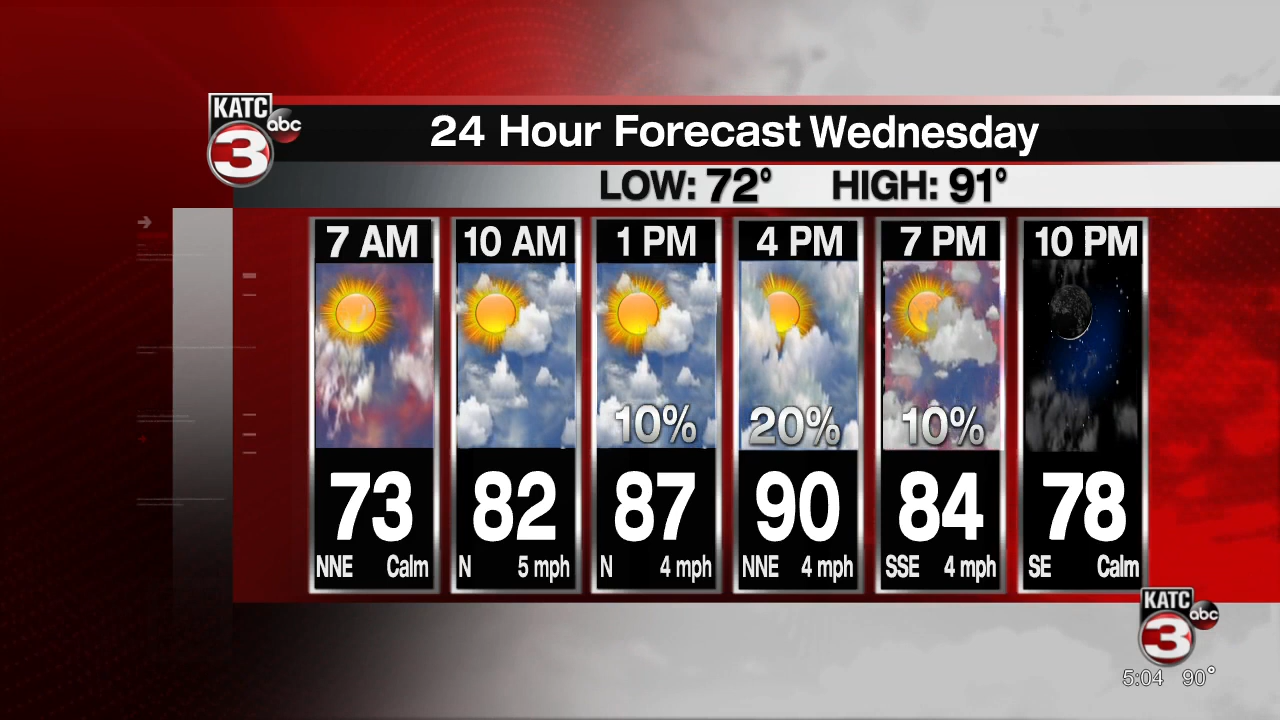 KATC
abc
3
24 Hour Forecast Wednesday
LOW: 72° HIGH: 91°
7 AM 10 AM 1 PM 4 PM 7 PM 10 PM
10% 20% 10%
73 82 87 90 84 78
NNE Calm N 5 mph N 4 mph NNE 4 mph SSE 4 mph SE Calm
KATC
abc
3
5:04 90°